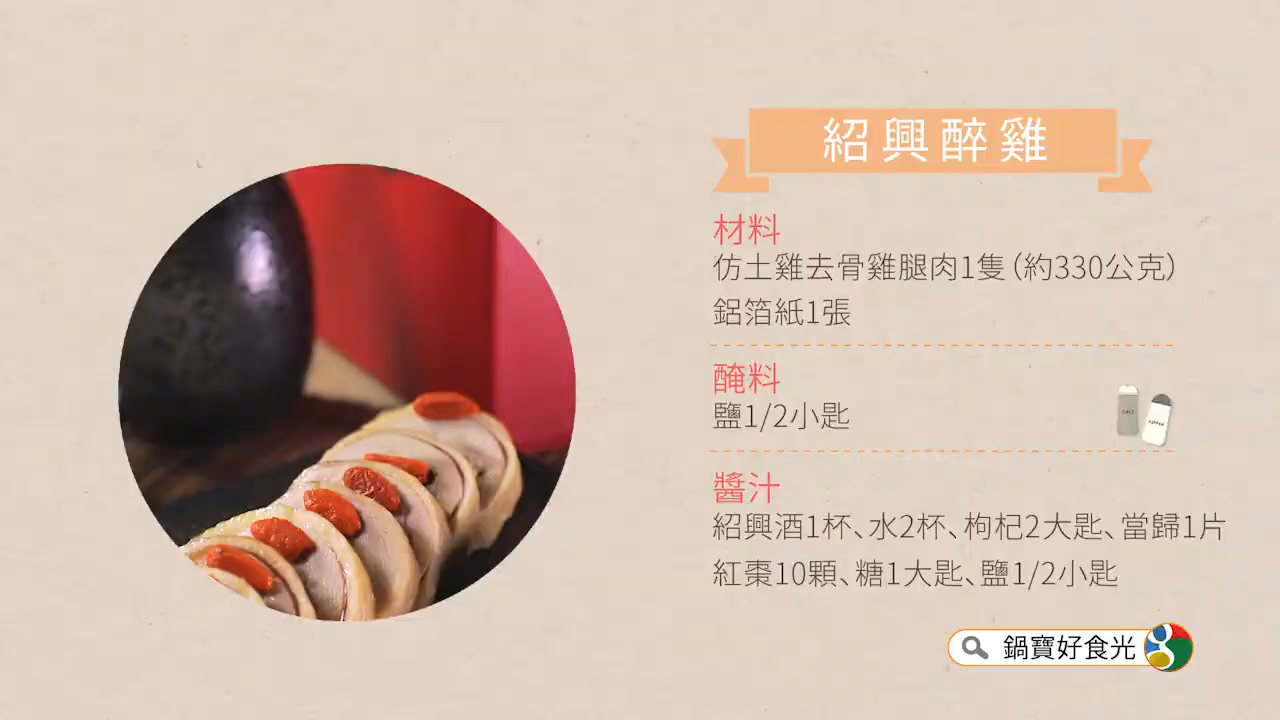 紹興醉雞
材料
仿土雞去骨雞腿肉1隻(約330公克)
鋁箔紙1張
醃料
鹽1/2小匙
SALT
PEPPER
醬汁
紹興酒1杯、水2杯、枸杞2大匙、當歸1片
紅棗10顆、糖1大匙、鹽1/2小匙
鍋寶好食光